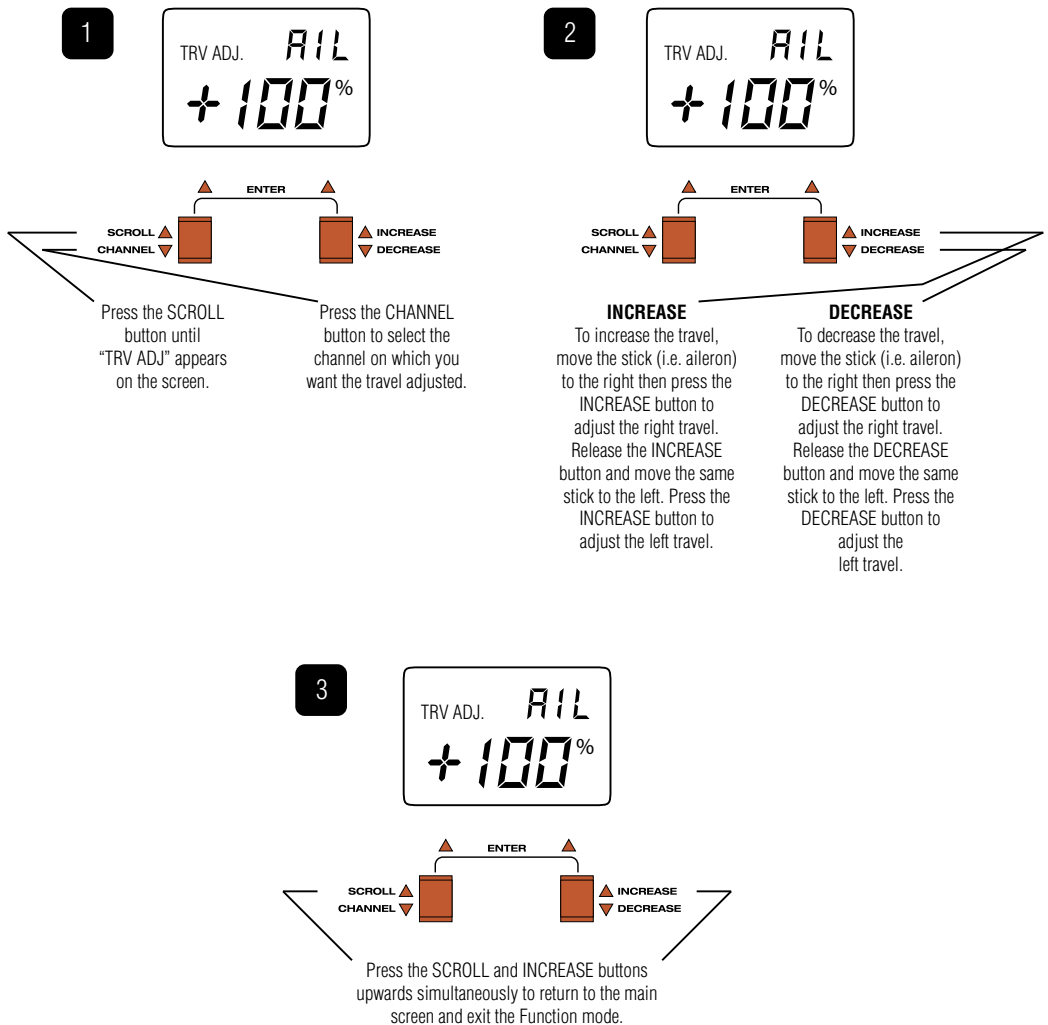 1
TRV ADJ. AIL
+100%
ENTER
SCROLL
CHANNEL
INCREASE
DECREASE
Press the SCROLL
button until
“TRV ADJ” appears
on the screen.
Press the CHANNEL
button to select the
channel on which you
want the travel adjusted.
2
TRV ADJ. AIL
+100%
ENTER
SCROLL
CHANNEL
INCREASE
DECREASE
INCREASE
To increase the travel,
move the stick (i.e. aileron)
to the right then press the
INCREASE button to
adjust the right travel.
Release the INCREASE
button and move the same
stick to the left. Press the
INCREASE button to
adjust the left travel.
DECREASE
To decrease the travel,
move the stick (i.e. aileron)
to the right then press the
DECREASE button to
adjust the right travel.
Release the DECREASE
button and move the same
stick to the left. Press the
DECREASE button to
adjust the
left travel.
3
TRV ADJ. AIL
+100%
ENTER
SCROLL
CHANNEL
INCREASE
DECREASE
Press the SCROLL and INCREASE buttons
upwards simultaneously to return to the main
screen and exit the Function mode.